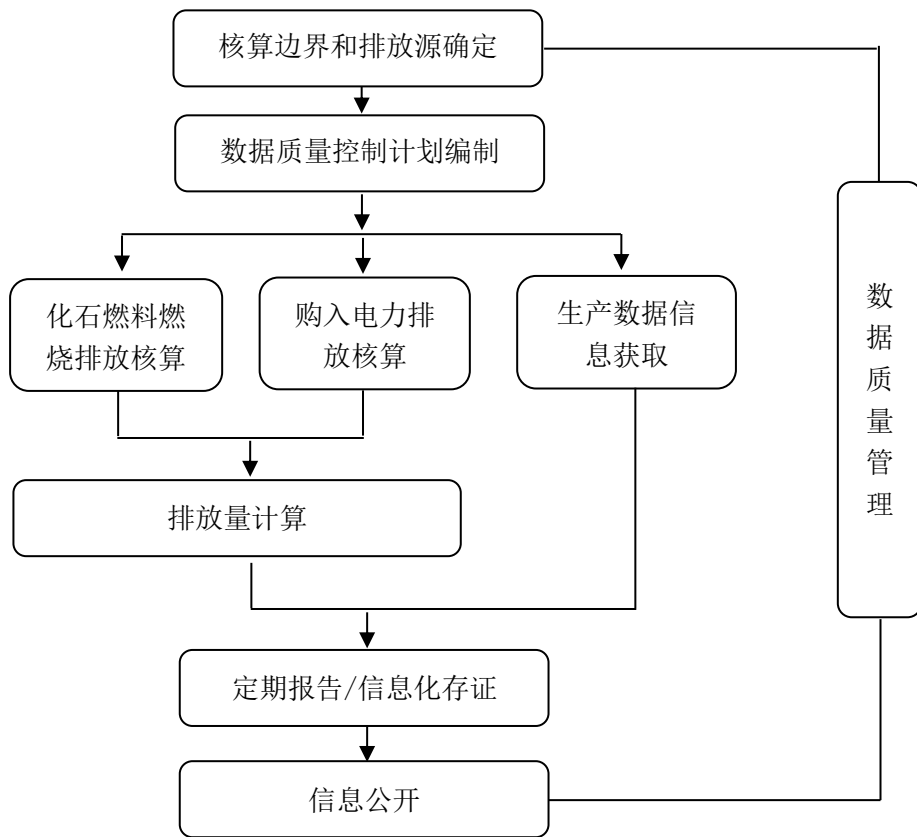 核算边界和排放源确定
数据质量控制计划编制
化石燃料燃
烧排放核算
购入电力排
放核算
生产数据信
息获取
数
据
质
量
管
理
排放量计算
定期报告/信息化存证
信息公开